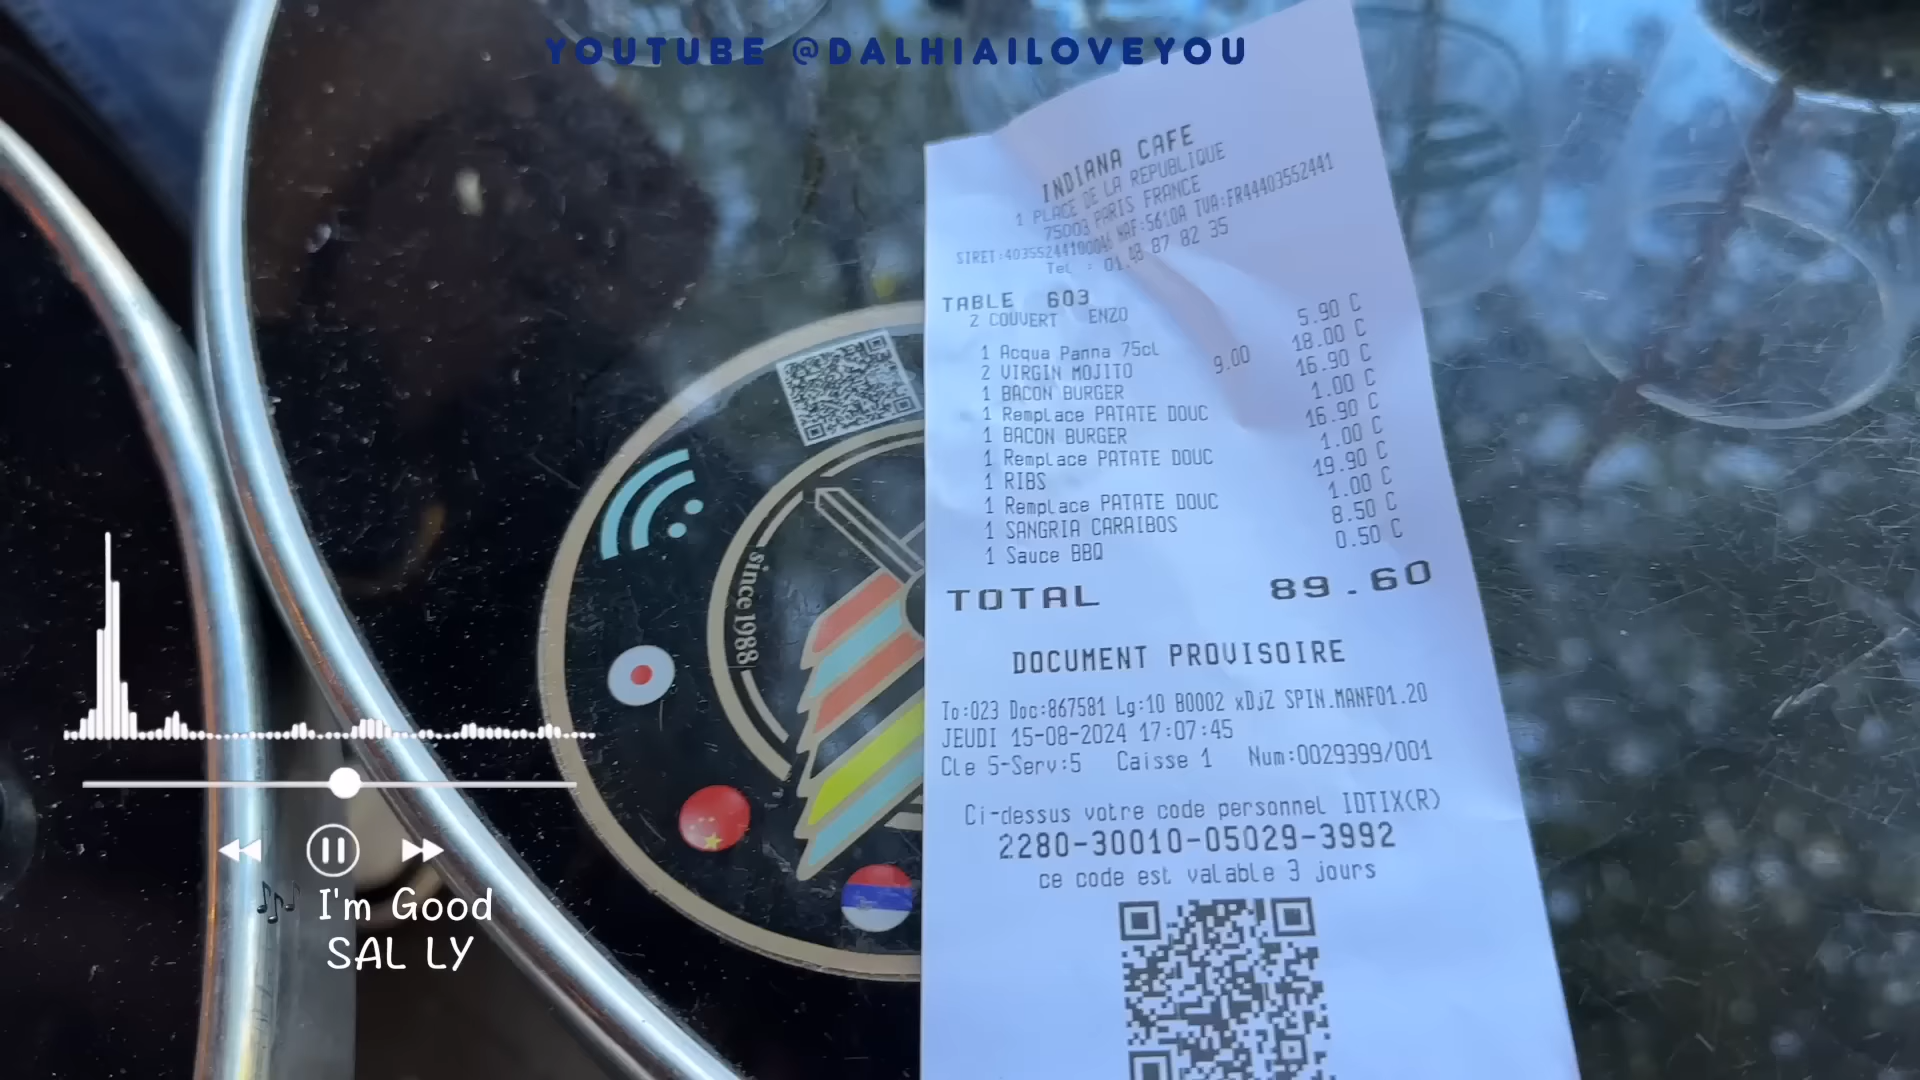 YOUTUBE @DALHIAILOVEYOU
INDIANA CAFE
1 PLACE DE LA REPUBLIQUE
75003 PARIS FRANCE
SIRET:40355244100046 NAF:5610A TVA:FR44403552441
Tel : 01.48 87 82 35
TABLE 603
2 COUVERT ENZO
1 Acqua Panna 75cl 5.90 C
2 VIRGIN MOJITO 9.00 18.00 C
1 BACON BURGER 16.90 C
1 Remplace PATATE DOUC 1.00 C
1 BACON BURGER 16.90 C
1 Remplace PATATE DOUC 1.00 C
1 RIBS 19.90 C
1 Remplace PATATE DOUC 1.00 C
1 SANGRIA CARAIBOS 8.50 C
1 Sauce BBQ 0.50 C
TOTAL 89.60
DOCUMENT PROVISOIRE
To:023 Doc:867581 Lg:10 B0002 xDjZ SPIN.MANF01.20
JEUDI 15-08-2024 17:07:45
Cle 5-Serv:5 Caisse 1 Num:0029399/001
Ci-dessus votre code personnel IDTIX(R)
2280-30010-05029-3992
ce code est valable 3 jours
since 1988
I'm Good
SAL LY